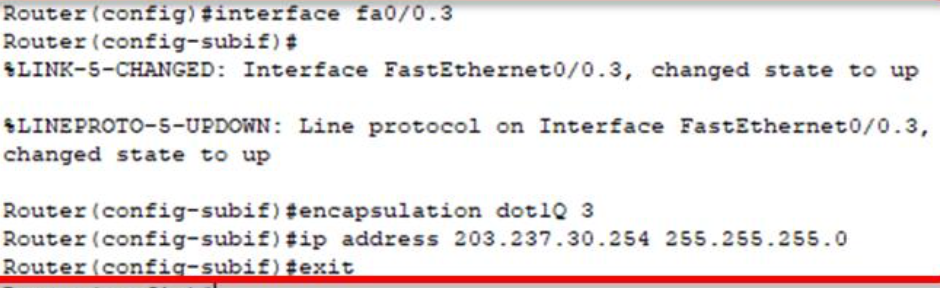 Router(config)#interface fa0/0.3
Router(config-subif)#
%LINK-5-CHANGED: Interface FastEthernet0/0.3, changed state to up
%LINEPROTO-5-UPDOWN: Line protocol on Interface FastEthernet0/0.3,
changed state to up
Router(config-subif)#encapsulation dot1Q 3
Router(config-subif)#ip address 203.237.30.254 255.255.255.0
Router(config-subif)#exit